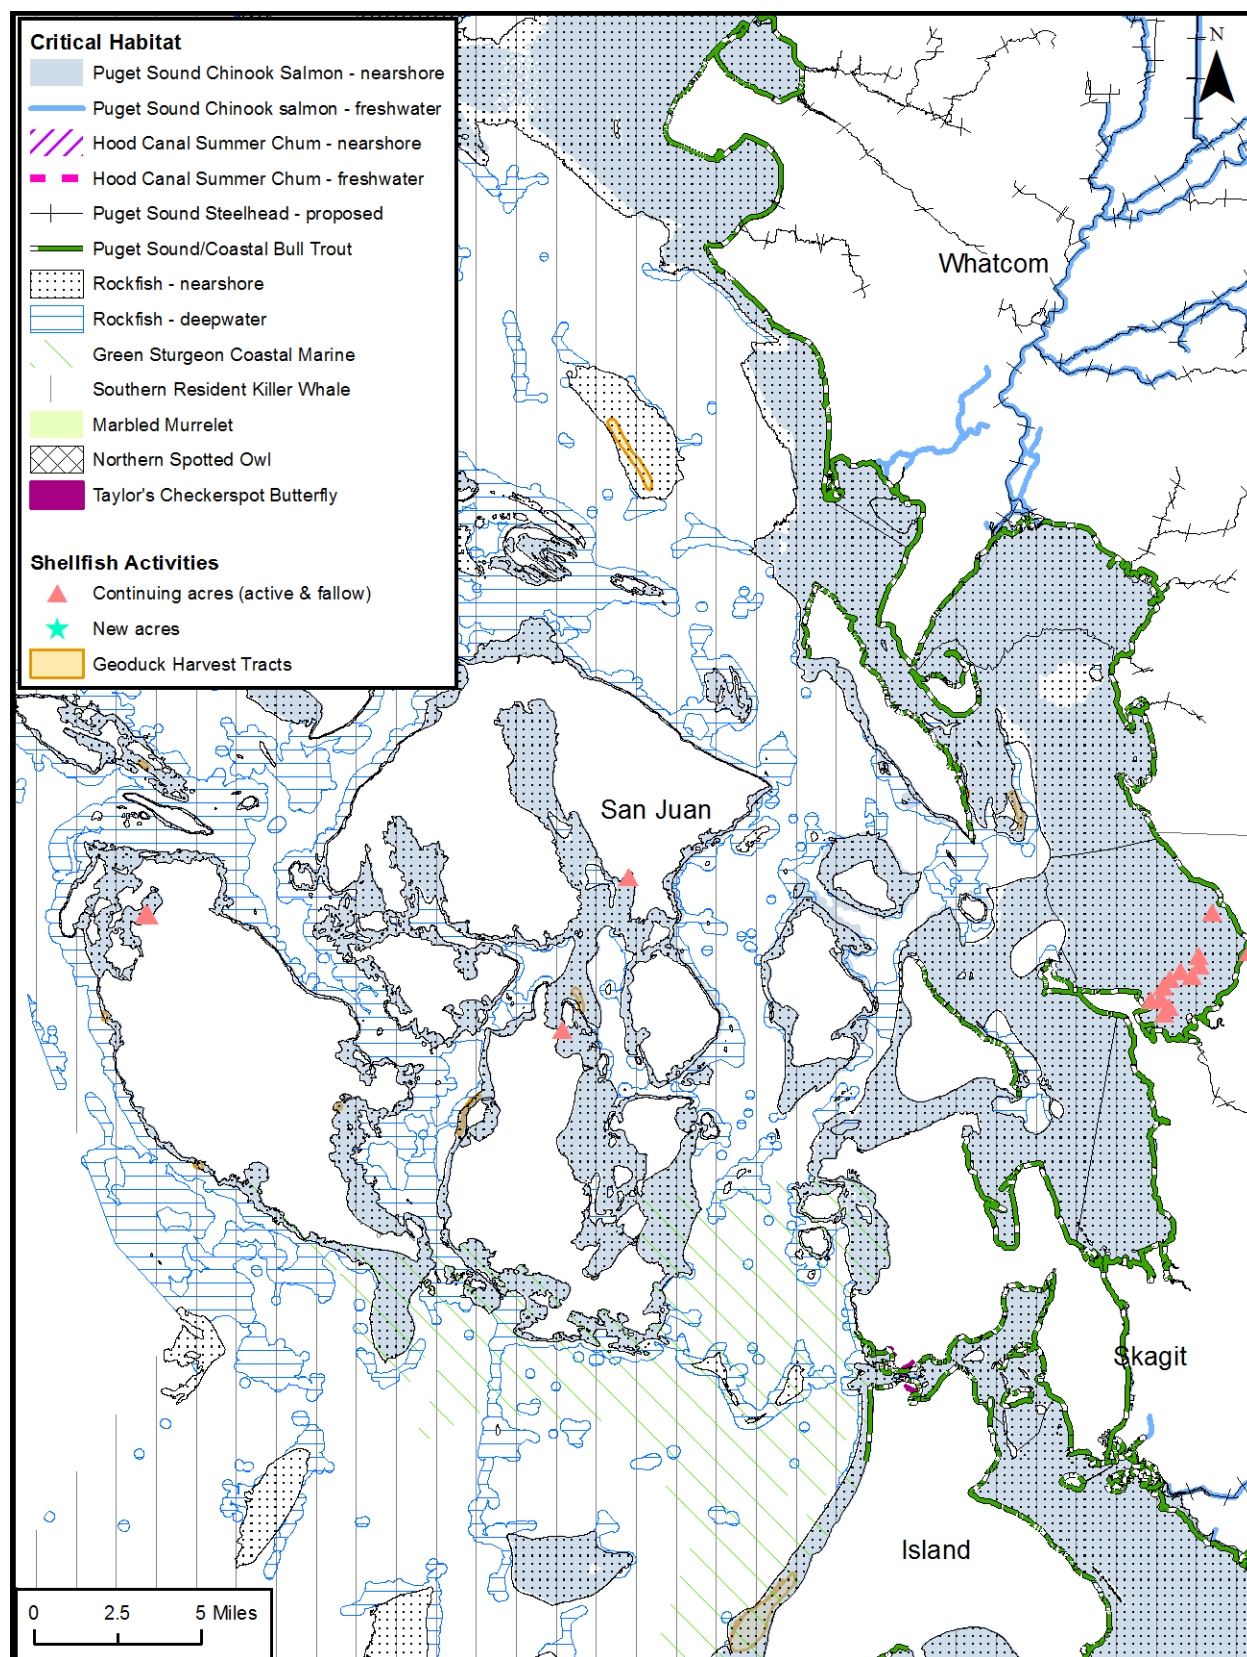 Critical Habitat
Puget Sound Chinook Salmon - nearshore
Puget Sound Chinook salmon - freshwater
Hood Canal Summer Chum - nearshore
Hood Canal Summer Chum - freshwater
Puget Sound Steelhead - proposed
Puget Sound/Coastal Bull Trout
Rockfish - nearshore
Rockfish - deepwater
Green Sturgeon Coastal Marine
Southern Resident Killer Whale
Marbled Murrelet
Northern Spotted Owl
Taylor's Checkerspot Butterfly
Shellfish Activities
Continuing acres (active & fallow)
New acres
Geoduck Harvest Tracts
N
Whatcom
San Juan
Skagit
Island
0 2.5 5 Miles